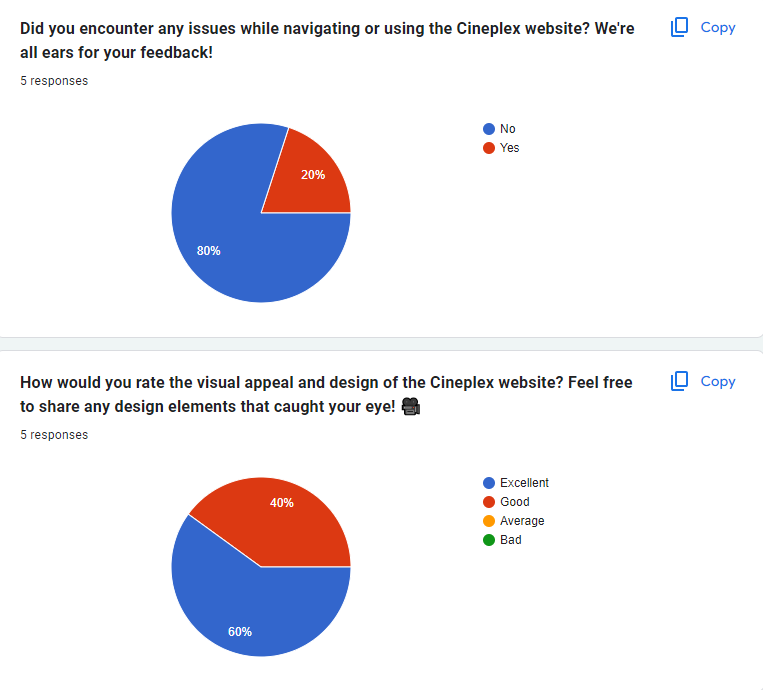 Did you encounter any issues while navigating or using the Cineplex website? We're
all ears for your feedback!
Copy
5 responses
No
Yes
20%
80%
How would you rate the visual appeal and design of the Cineplex website? Feel free
to share any design elements that caught your eye! 🎥
Copy
5 responses
Excellent
Good
Average
Bad
40%
60%